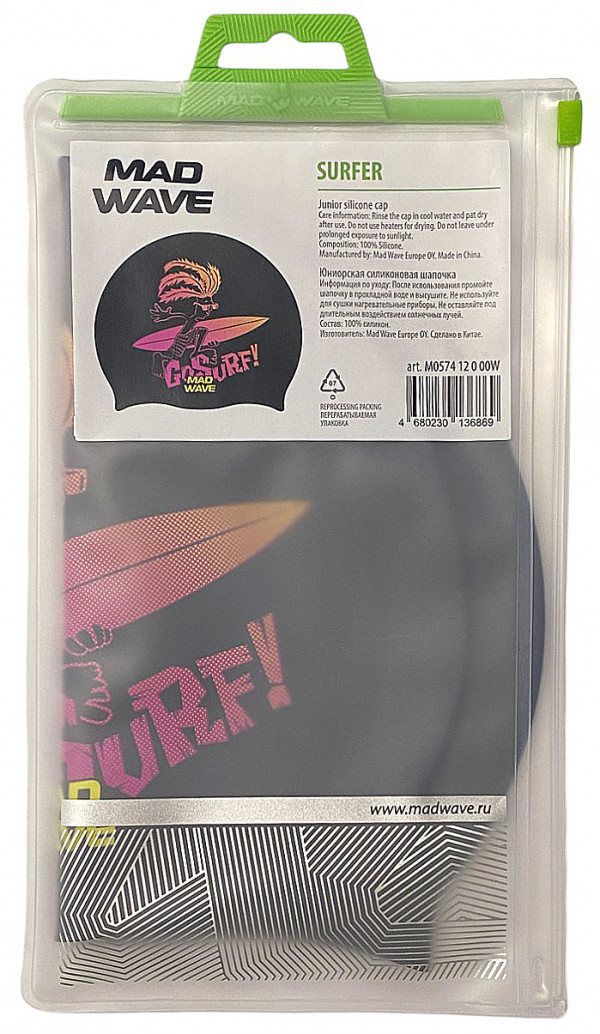 MAD WAVE
MAD
WAVE
SURFER
Junior silicone cap
Care information: Rinse the cap in cool water and pat dry
after use. Do not use heaters for drying. Do not leave under
prolonged exposure to sunlight.
Composition: 100% Silicone.
Manufactured by: Mad Wave Europe OY, Made in China.
Юниорская силиконовая шапочка
Информация по уходу: После использования промойте
шапочку в прохладной воде и высушите. Не используйте
для сушки нагревательные приборы. Не оставляйте под
длительным воздействием солнечных лучей.
Состав: 100% силикон.
Изготовитель: Mad Wave Europe OY. Сделано в Китае.
GoSurf!
MAD
WAVE
art. M0574 12 0 00W
07
REPROCESSING PACKING
ПЕРЕРАБАТЫВАЕМАЯ
УПАКОВКА
4 680230 136869
SURF!
www.madwave.ru